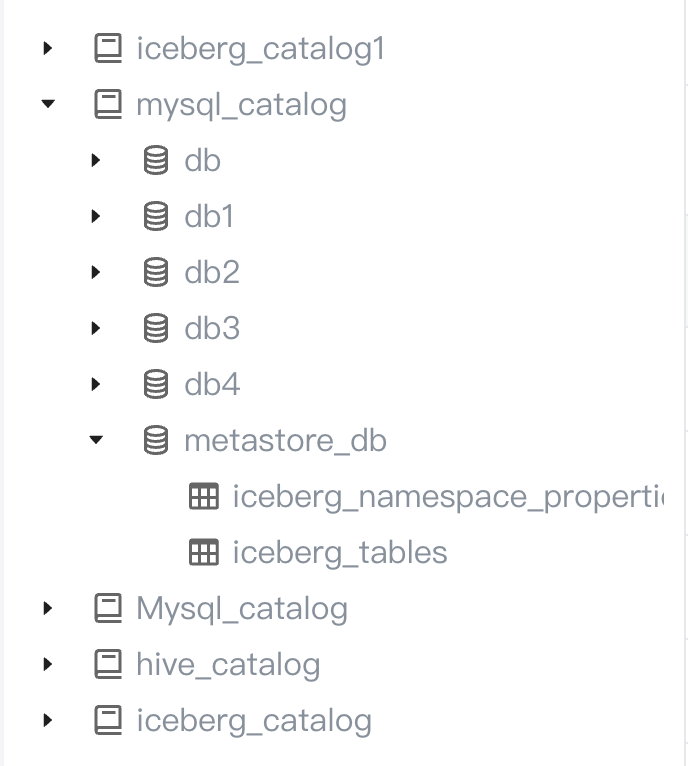 iceberg_catalog1
mysql_catalog
db
db1
db2
db3
db4
metastore_db
iceberg_namespace_properti
iceberg_tables
Mysql_catalog
hive_catalog
iceberg_catalog